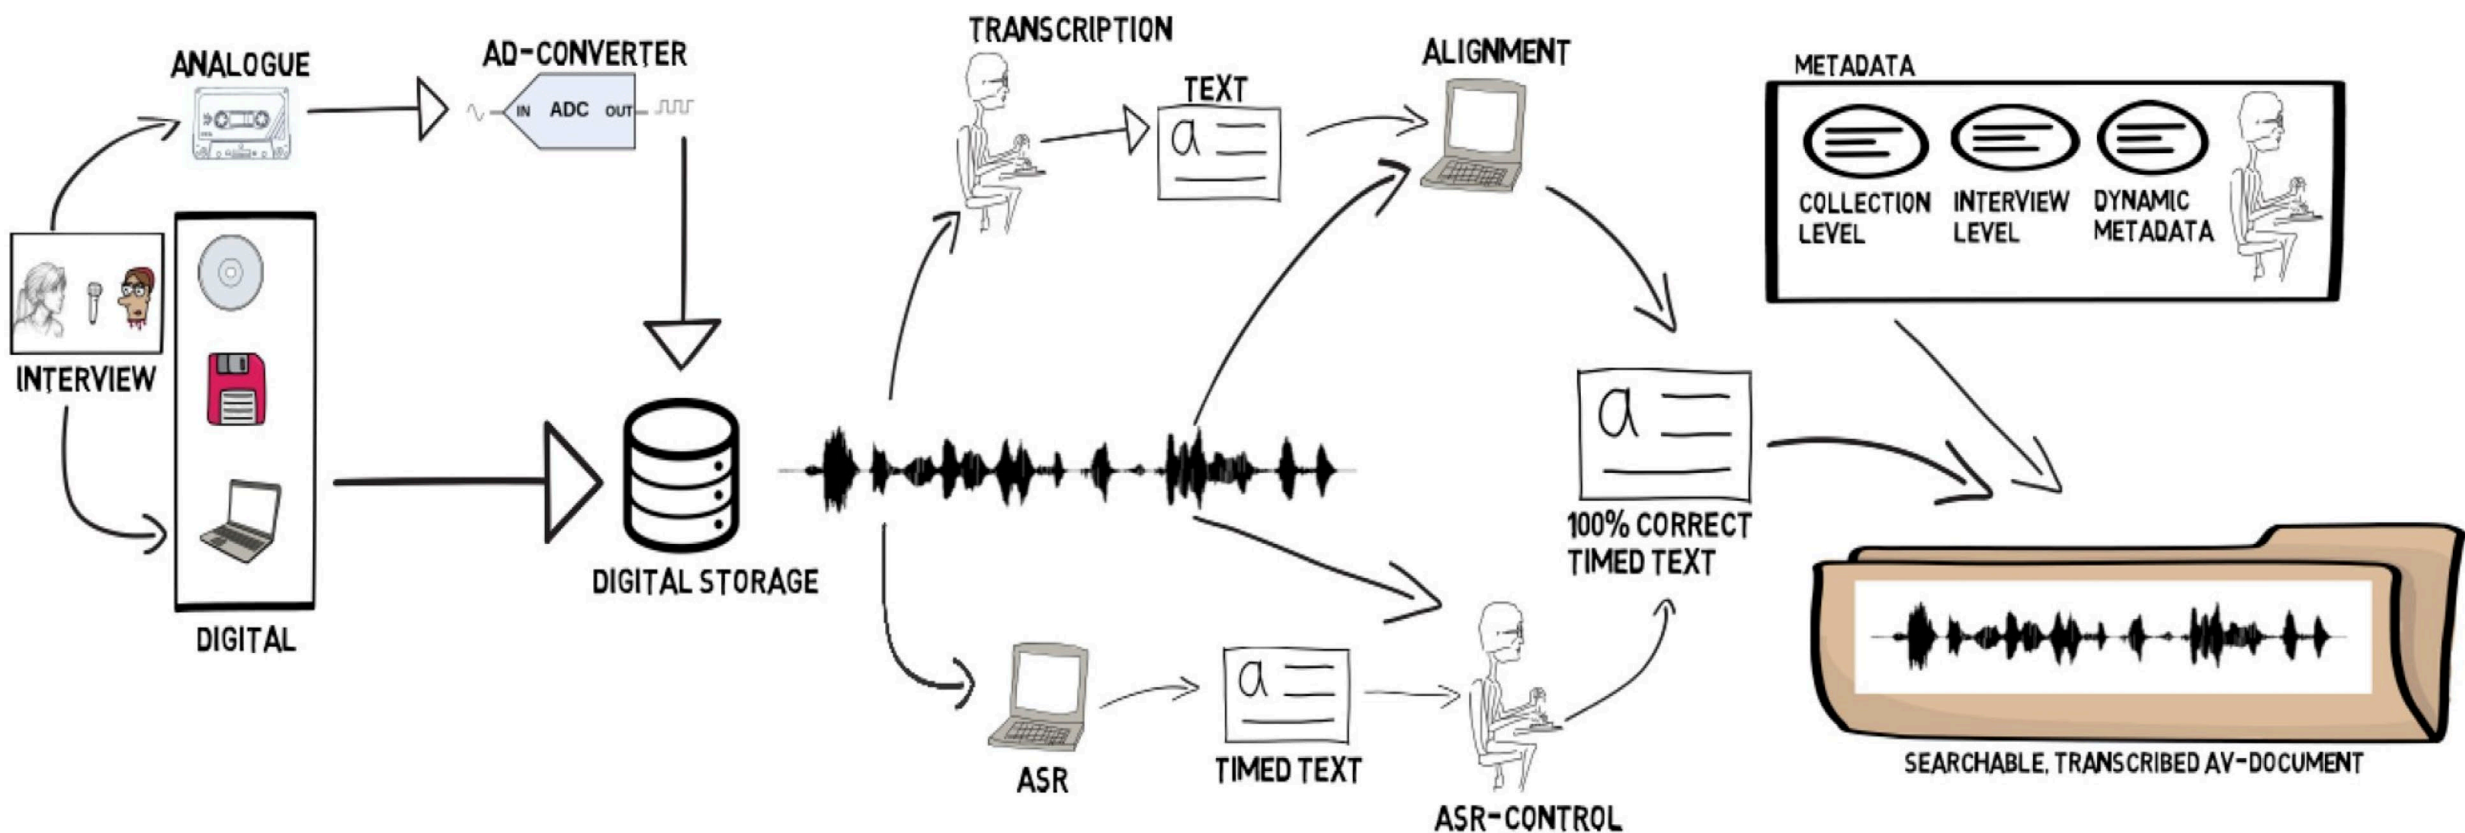 ANALOGUE
AD-CONVERTER
IN ADC OUT
INTERVIEW
DIGITAL
DIGITAL STORAGE
TRANSCRIPTION
TEXT
a
ALIGNMENT
ASR
a
TIMED TEXT
ASR-CONTROL
a
100% CORRECT
TIMED TEXT
METADATA
COLLECTION
LEVEL
INTERVIEW
LEVEL
DYNAMIC
METADATA
SEARCHABLE, TRANSCRIBED AV-DOCUMENT